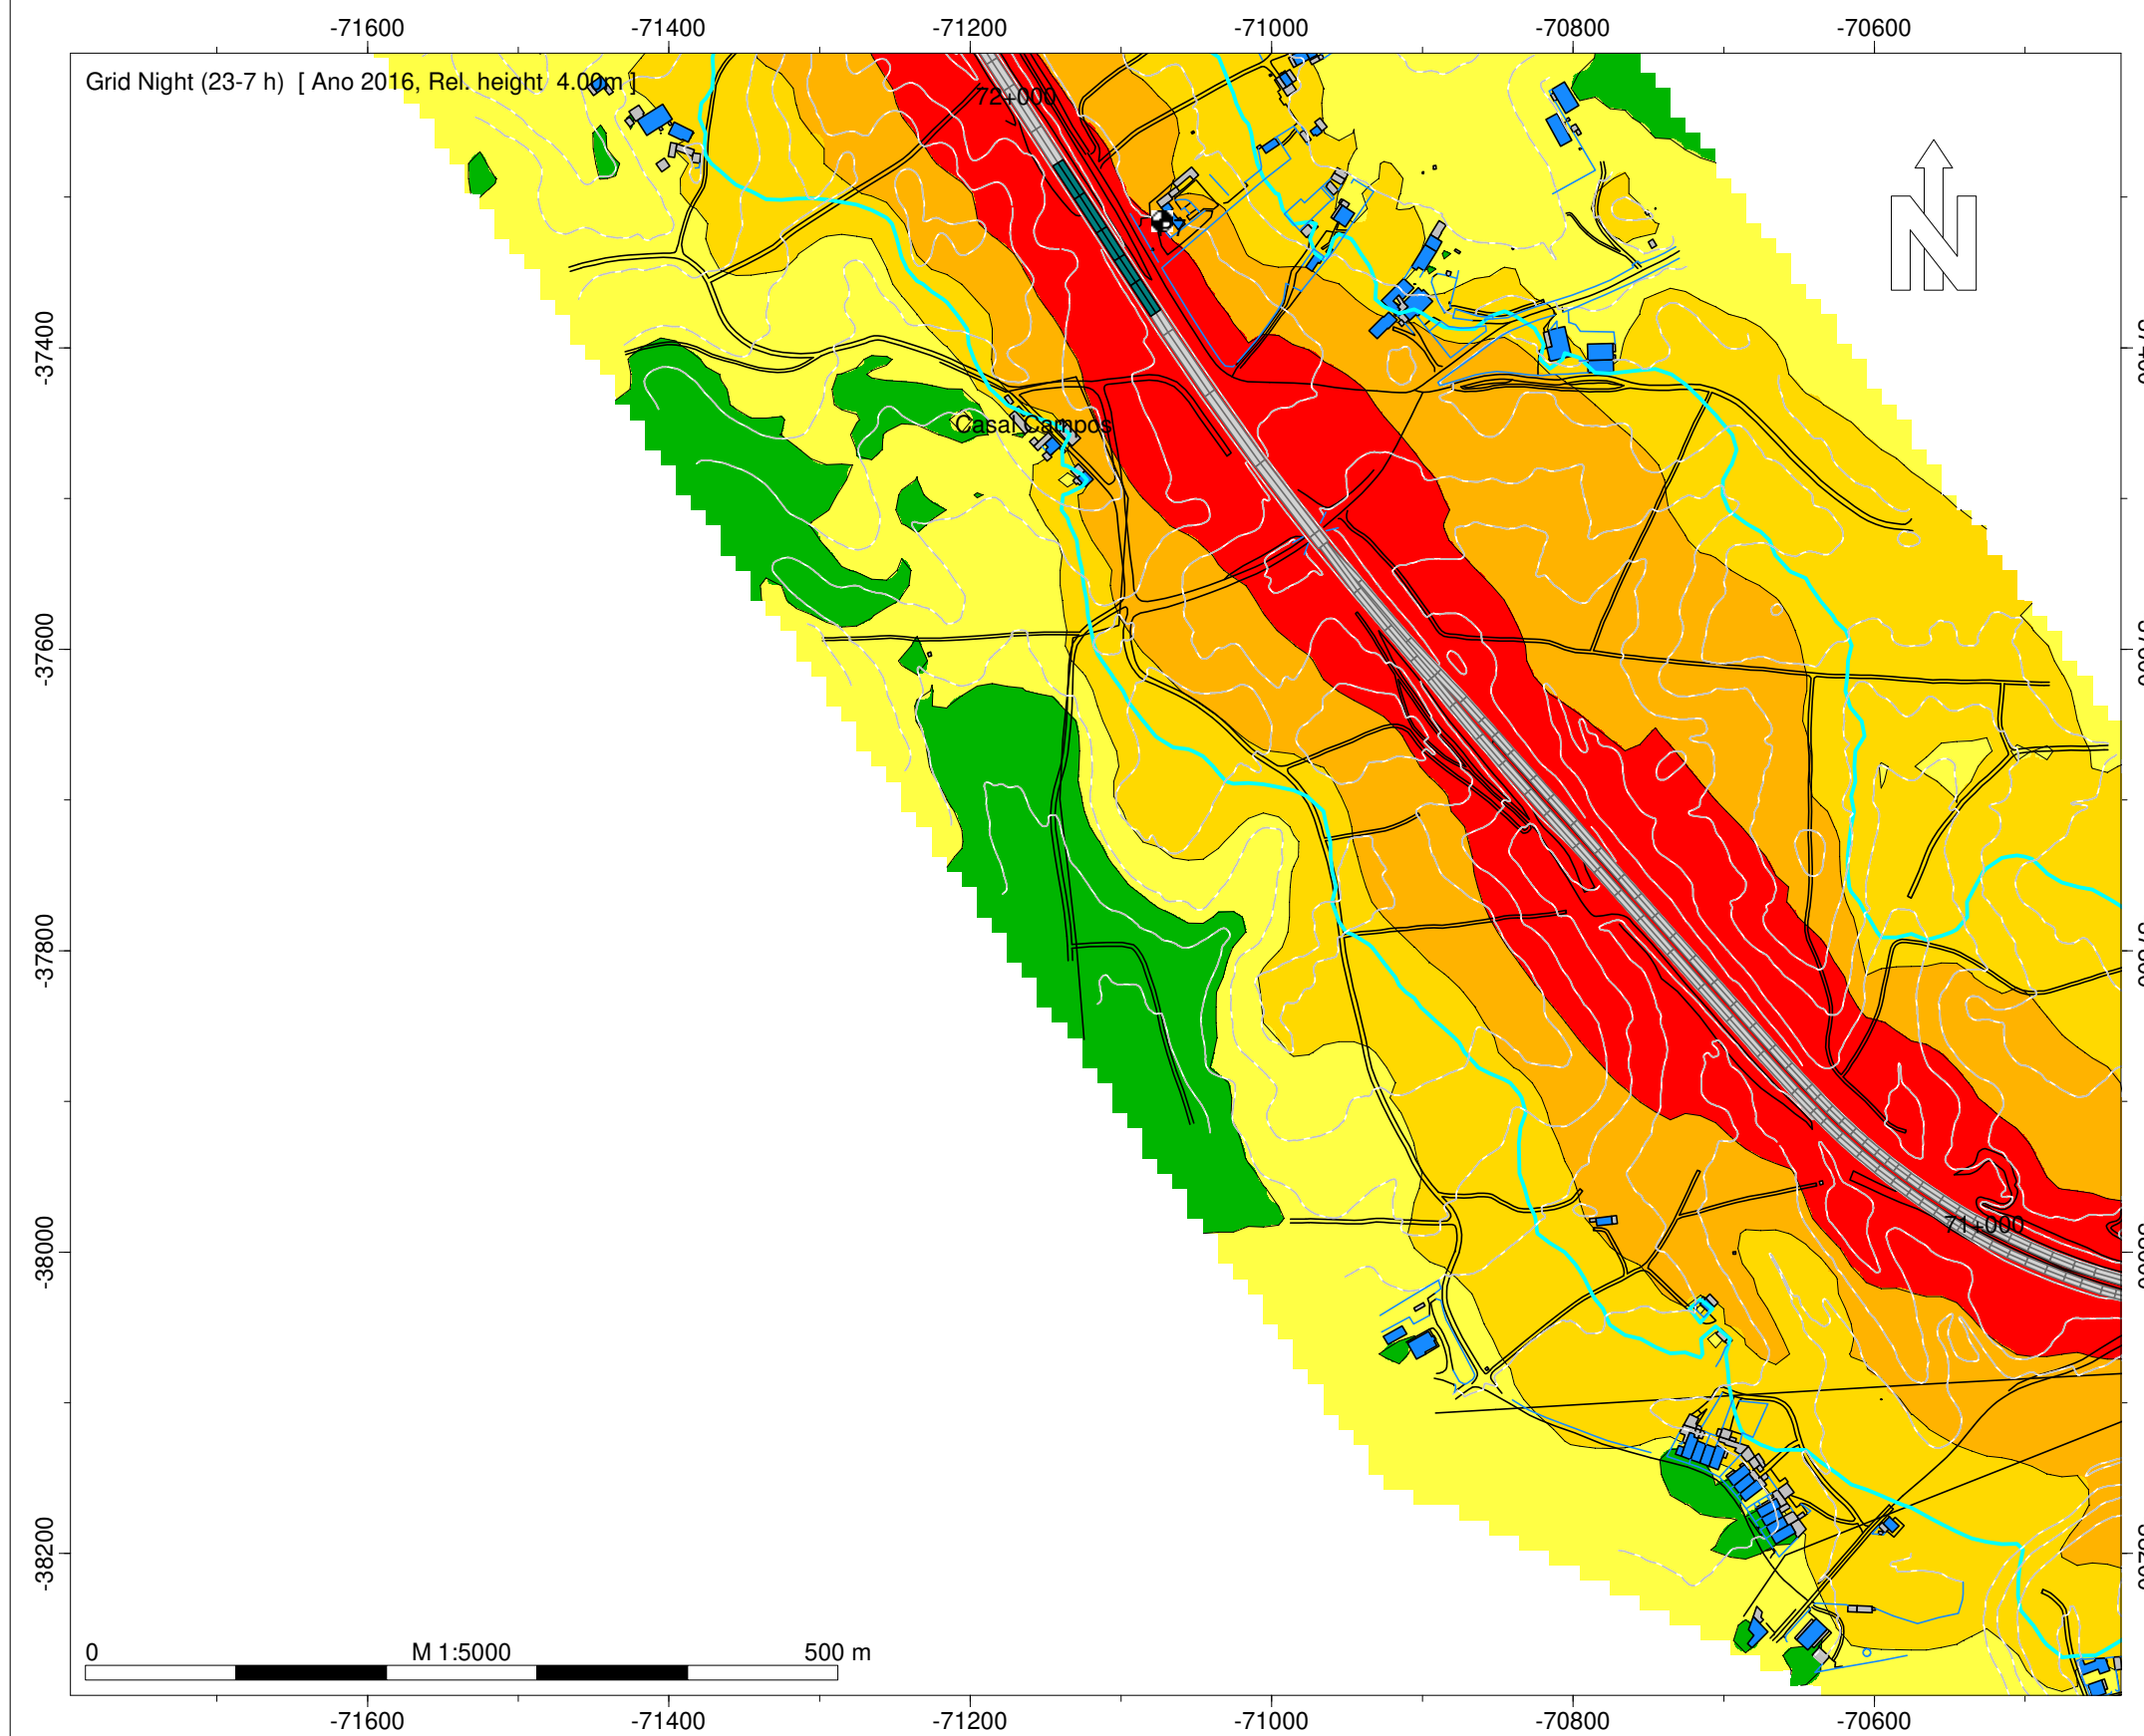 -71600 -71400 -71200 -71000 -70800 -70600
Grid Night (23-7 h) [ Ano 2016, Rel. height 4.00m ]
72+000
N
-37400
Casal Campos
-37600
-37800
-38000
71+000
-38200
0 M 1:5000 500 m
-71600 -71400 -71200 -71000 -70800 -70600